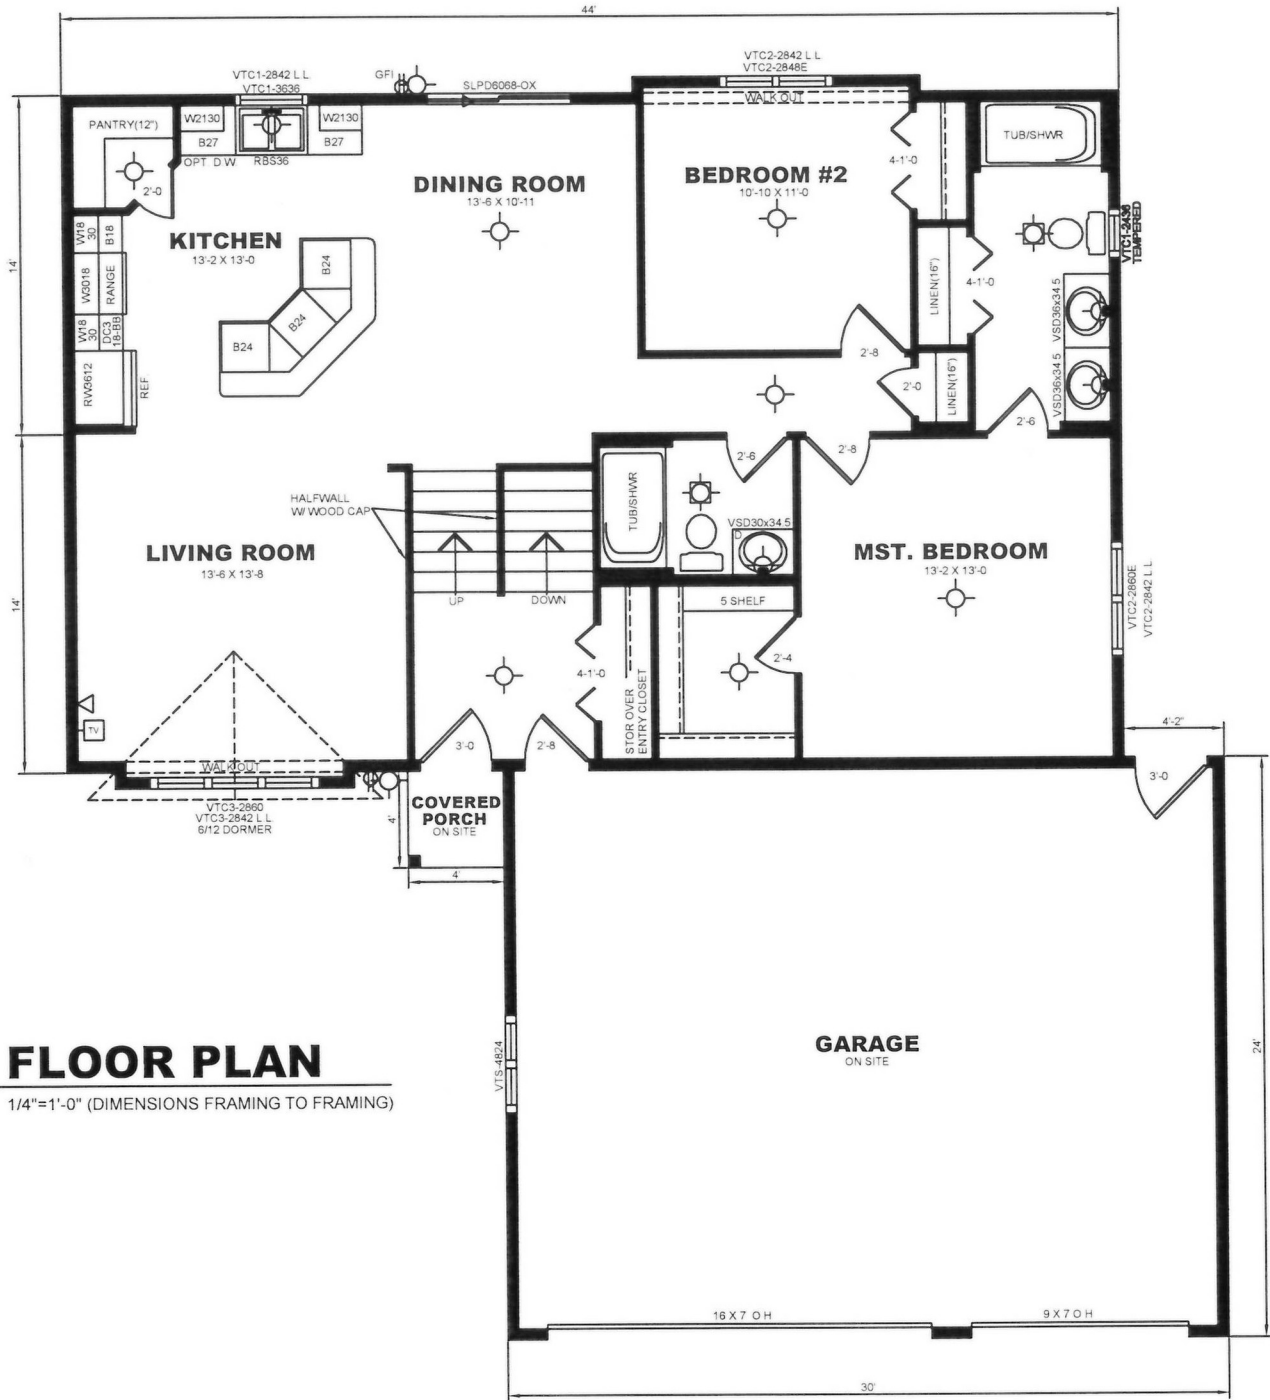 44'
VTC1-2842 L L
VTC1-3636
GFI
SLPD6068-OX
VTC2-2842 L L
VTC2-2848E
WALK OUT
PANTRY(12")
2'-0
W2130
B27
OPT D W
RBS36
W2130
B27
DINING ROOM
13'-6 X 10'-11
BEDROOM #2
10'-10 X 11'-0
4-1'-0
TUB/SHWR
VTC1-2436
TEMPERED
KITCHEN
13'-2 X 13'-0
W18
30
B18
W3018
RANGE
W18
30
DC3
18-BB
RW3612
REF
B24
B24
B24
14'
LINEN(16")
4-1'-0
VSD36x34.5
VSD36x34.5
2'-8
2'-0
LINEN(16")
2'-6
2'-6
2'-8
HALFWALL
W/ WOOD CAP
TUB/SHWR
VSD30x34.5
D
LIVING ROOM
13'-6 X 13'-8
MST. BEDROOM
13'-2 X 13'-0
VTC2-2860E
VTC2-2842 L L
14'
UP
DOWN
5 SHELF
2'-4
4-1'-0
STOR OVER
ENTRY CLOSET
TV
3'-0
2'-8
4'-2"
3'-0
WALK OUT
VTC3-2860
VTC3-2842 L L
6/12 DORMER
4'
COVERED
PORCH
ON SITE
4'
VTS-4824
GARAGE
ON SITE
24'
FLOOR PLAN
1/4"=1'-0" (DIMENSIONS FRAMING TO FRAMING)
16 X 7 O H
9 X 7 O H
30'